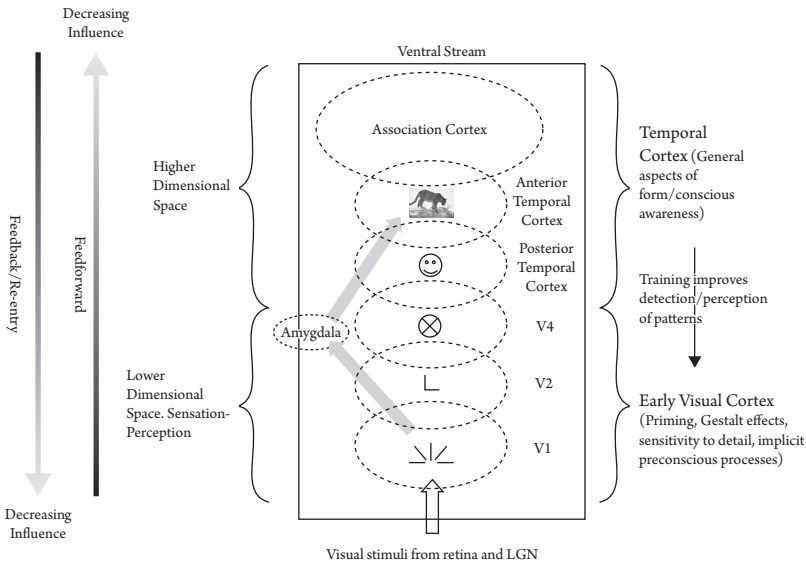 Decreasing
Influence
Feedback/Re-entry
Feedforward
Decreasing
Influence
Higher
Dimensional
Space
Lower
Dimensional
Space. Sensation-
Perception
Ventral Stream
Association Cortex
Anterior
Temporal
Cortex
Posterior
Temporal
Cortex
Amygdala
V4
V2
V1
Visual stimuli from retina and LGN
Temporal
Cortex (General
aspects of
form/conscious
awareness)
Training improves
detection/perception
of patterns
Early Visual Cortex
(Priming, Gestalt effects,
sensitivity to detail, implicit
preconscious processes)